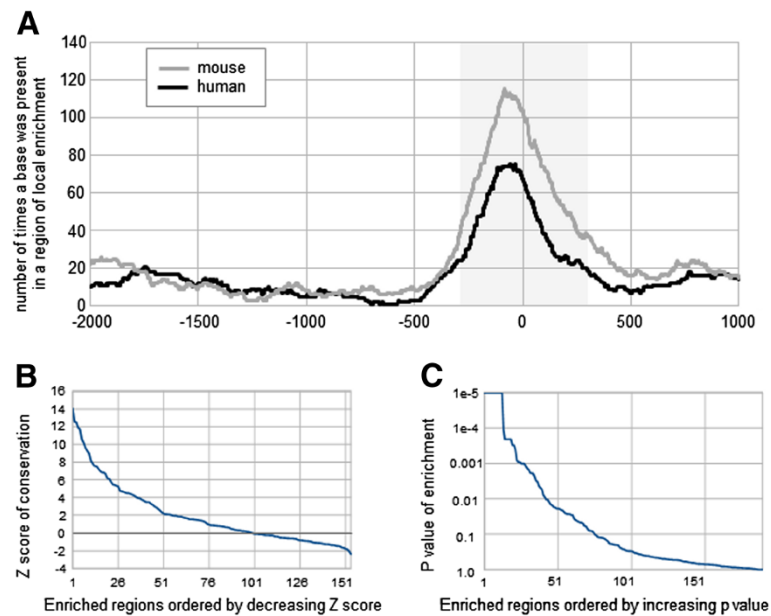 A
number of times a base was present
in a region of local enrichment
140
120
100
80
60
40
20
0
mouse
human
-2000 -1500 -1000 -500 0 500 1000
B
Z score of conservation
16
14
12
10
8
6
4
2
0
-2
-4
1 26 51 76 101 126 151
Enriched regions ordered by decreasing Z score
C
P value of enrichment
1e-5
1e-4
0.001
0.01
0.1
1.0
1 51 101 151
Enriched regions ordered by increasing p value